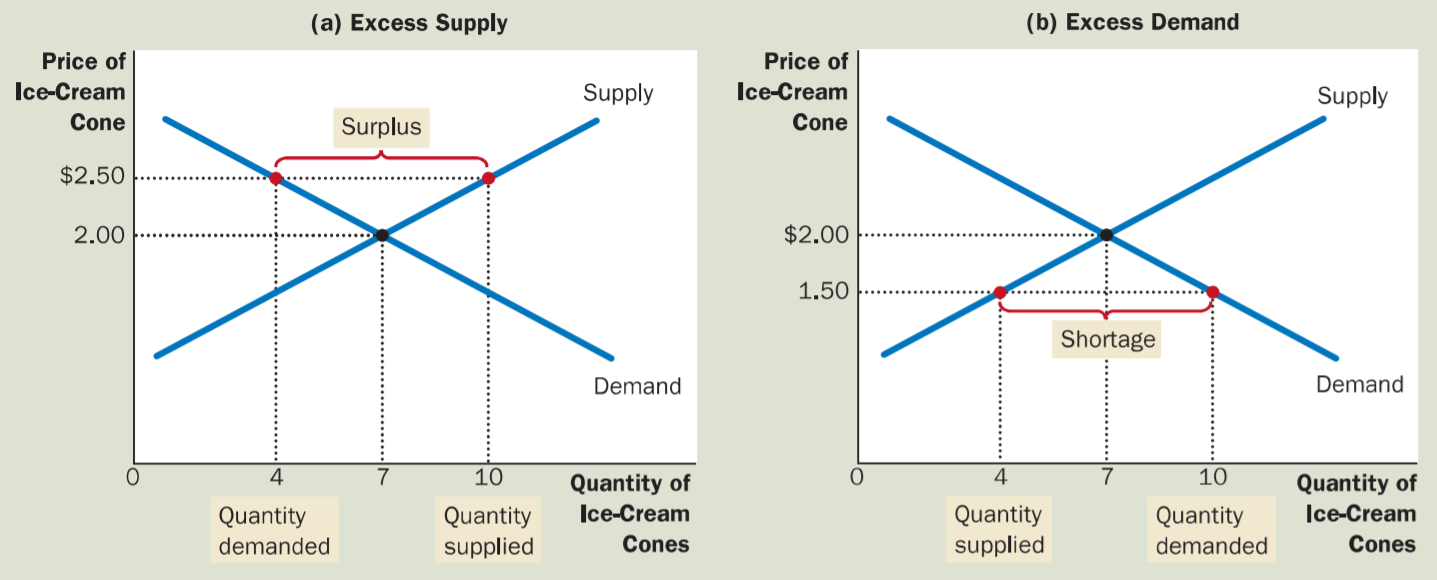 (a) Excess Supply
Price of
Ice-Cream
Cone
Supply
Surplus
$2.50
2.00
Demand
0
4
7
10
Quantity of
Ice-Cream
Cones
Quantity
demanded
Quantity
supplied
(b) Excess Demand
Price of
Ice-Cream
Cone
Supply
$2.00
1.50
Shortage
Demand
0
4
7
10
Quantity of
Ice-Cream
Cones
Quantity
supplied
Quantity
demanded